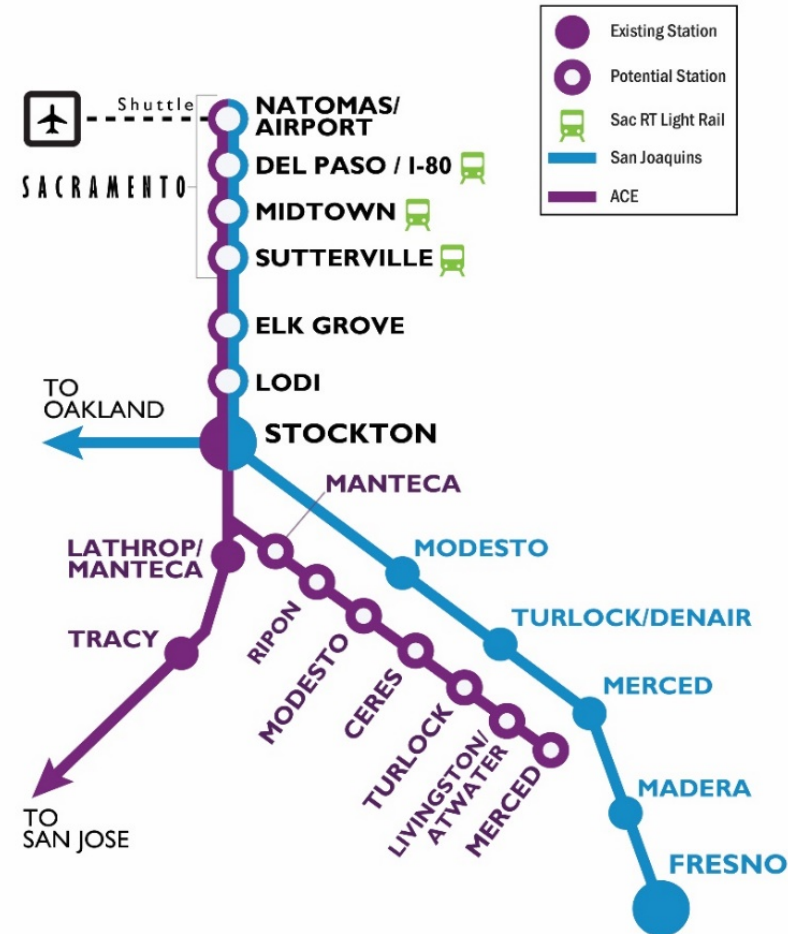 Existing Station
Potential Station
Sac RT Light Rail
San Joaquins
ACE
Shuttle
NATOMAS/
AIRPORT
SACRAMENTO
DEL PASO / I-80
MIDTOWN
SUTTERVILLE
ELK GROVE
LODI
TO
OAKLAND
STOCKTON
MANTECA
LATHROP/
MANTECA
MODESTO
TRACY
RIPON
MODESTO
CERES
TURLOCK
LIVINGSTON/
ATWATER
MERCED
TURLOCK/DENAIR
MERCED
MADERA
FRESNO
TO
SAN JOSE